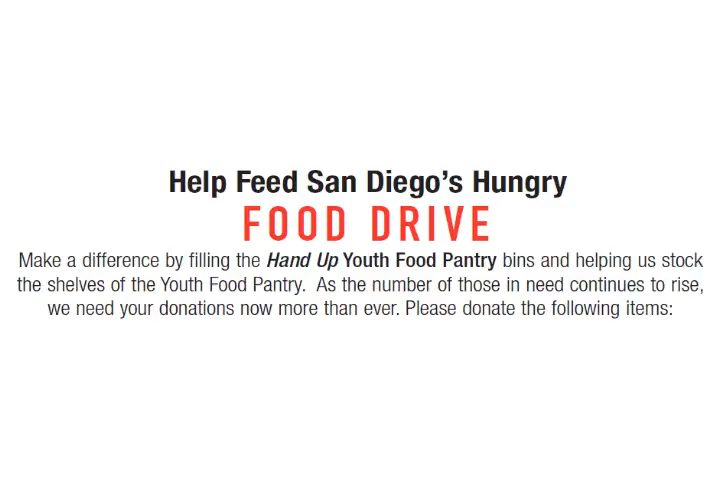 Help Feed San Diego's Hungry
FOOD DRIVE
Make a difference by filling the Hand Up Youth Food Pantry bins and helping us stock
the shelves of the Youth Food Pantry.  As the number of those in need continues to rise,
we need your donations now more than ever. Please donate the following items: